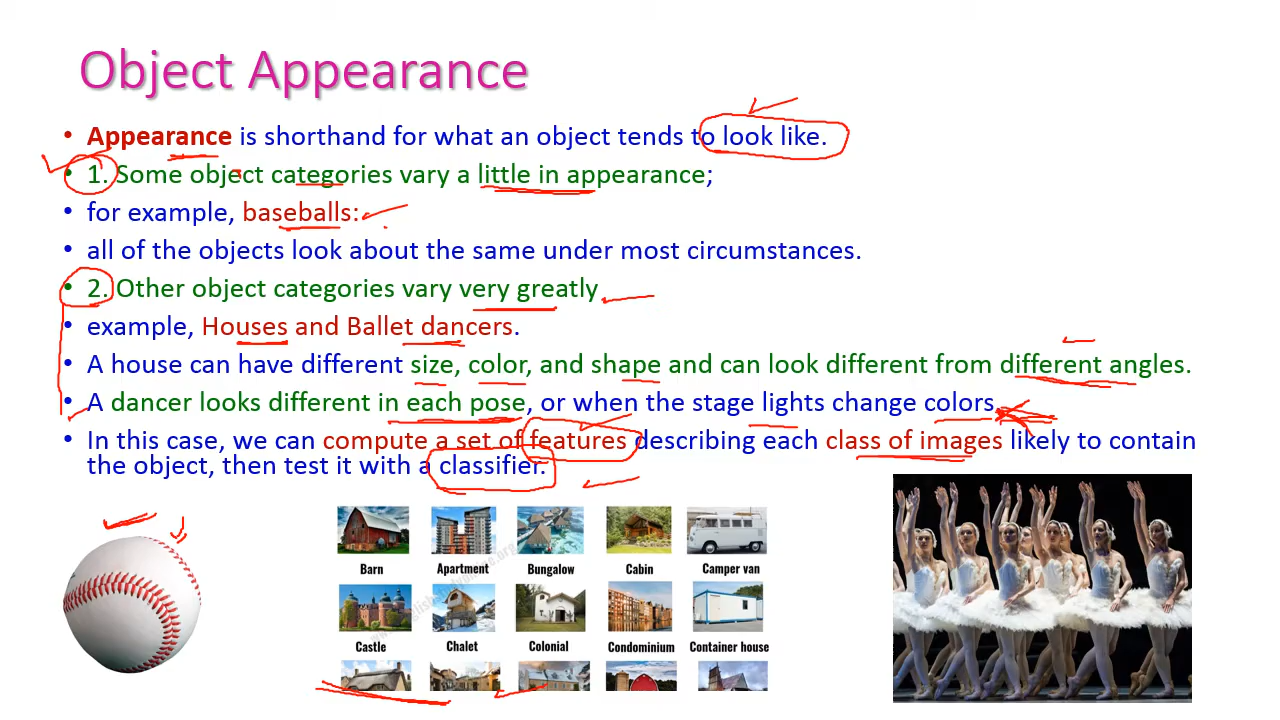 Object Appearance
• Appearance is shorthand for what an object tends to look like.
• 1. Some object categories vary a little in appearance;
• for example, baseballs:
• all of the objects look about the same under most circumstances.
• 2. Other object categories vary very greatly
• example, Houses and Ballet dancers.
• A house can have different size, color, and shape and can look different from different angles.
• A dancer looks different in each pose, or when the stage lights change colors.
• In this case, we can compute a set of features describing each class of images likely to contain
the object, then test it with a classifier.
Barn Apartment Bungalow Cabin Camper van
Castle Chalet Colonial Condominium Container house